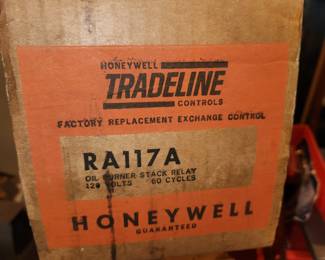 HONEYWELL
TRADELINE
CONTROLS
FACTORY REPLACEMENT EXCHANGE CONTROL
RA117A
OIL BURNER STACK RELAY
120 VOLTS 60 CYCLES
HONEYWELL
GUARANTEED